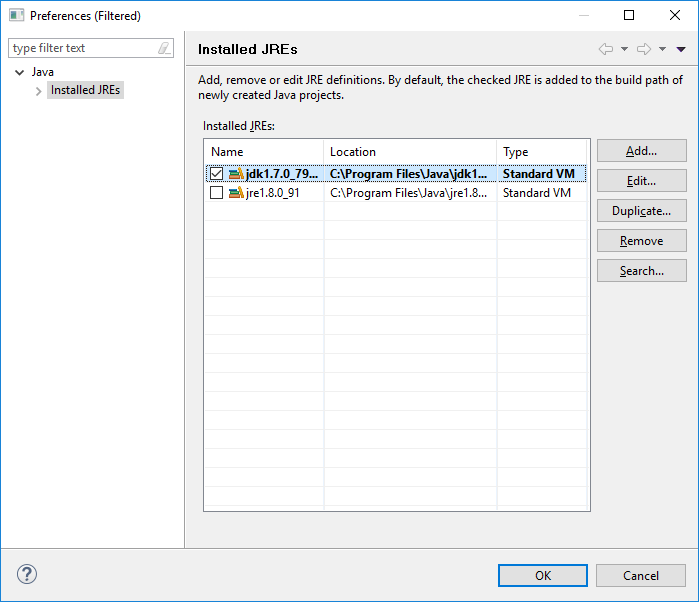 Preferences (Filtered)
type filter text
Java
Installed JREs
Installed JREs
Add, remove or edit JRE definitions. By default, the checked JRE is added to the build path of
newly created Java projects.
Installed JREs:
Name Location Type
jdk1.7.0_79... C:\Program Files\Java\jdk1... Standard VM
jre1.8.0_91 C:\Program Files\Java\jre1.8... Standard VM
Add...
Edit...
Duplicate...
Remove
Search...
?
OK Cancel